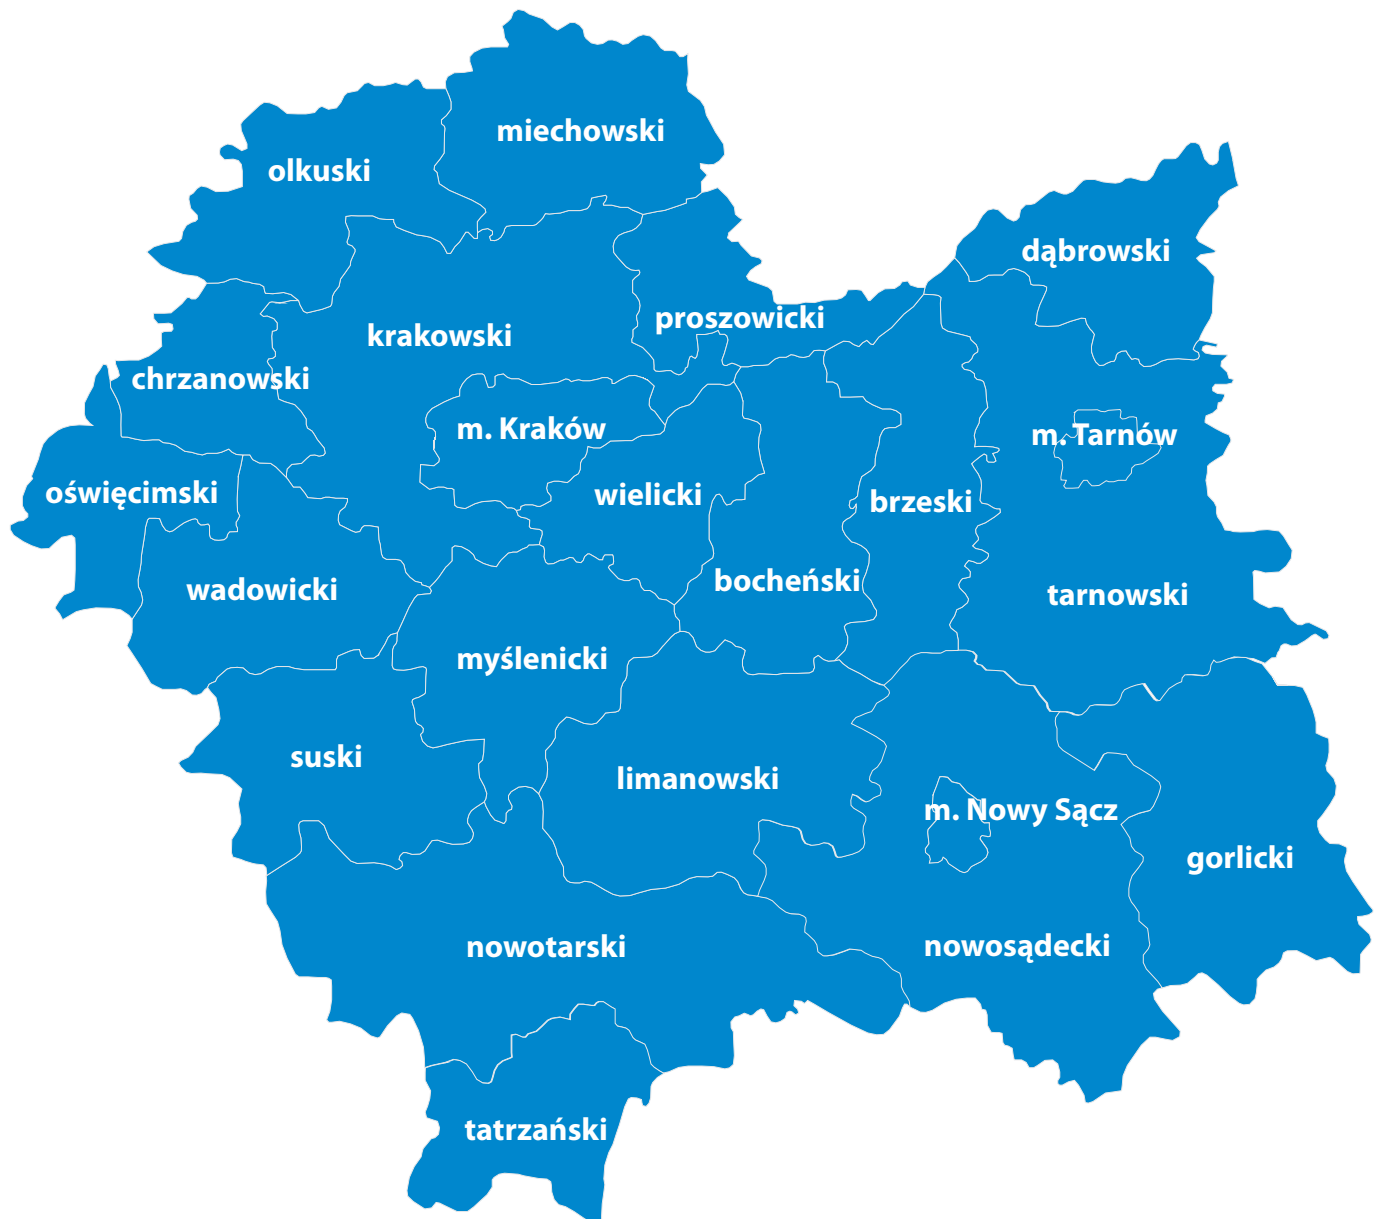 miechowski
olkuski
dąbrowski
proszowicki
krakowski
chrzanowski
m. Kraków
m. Tarnów
oświęcimski
wielicki
brzeski
wadowicki
bocheński
tarnowski
myślenicki
suski
limanowski
m. Nowy Sącz
gorlicki
nowotarski
nowosądecki
tatrzański